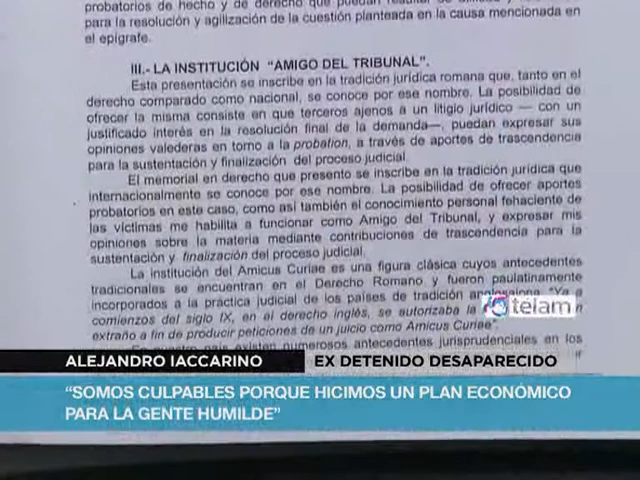 probatorios de hecho y de derecho que puedan resultar de
para la resolución y agilización de la cuestión planteada en la causa mencionada en
el epígrafe.
III.- LA INSTITUCIÓN “AMIGO DEL TRIBUNAL”.
Esta presentación se inscribe en la tradición jurídica romana que, tanto en el
derecho comparado como nacional, se conoce por ese nombre. La posibilidad de
ofrecer la misma consiste en que terceros ajenos a un litigio jurídico — con un
justificado interés en la resolución final de la demanda—, puedan expresar sus
opiniones valederas en torno a la probation, a través de aportes de trascendencia
para la sustentación y finalización del proceso judicial.
El memorial en derecho que presento se inscribe en la tradición jurídica que
internacionalmente se conoce por ese nombre. La posibilidad de ofrecer aportes
probatorios en este caso, como así también el conocimiento personal fehaciente de
las víctimas me habilita a funcionar como Amigo del Tribunal, y expresar mis
opiniones sobre la materia mediante contribuciones de trascendencia para la
sustentación y finalización del proceso judicial.
La institución del Amicus Curiae es una figura clásica cuyos antecedentes
tradicionales se encuentran en el Derecho Romano y fueron paulatinamente
incorporados a la práctica judicial de los países de tradición anglosajona. “Ya a
comienzos del siglo IX, en el derecho inglés, se autorizaba la
télam
extraño a fin de producir peticiones de un juicio como Amicus Curiae”.
existen numerosos antecedentes jurisprudenciales en los
ALEJANDRO IACCARINO EX DETENIDO DESAPARECIDO
“SOMOS CULPABLES PORQUE HICIMOS UN PLAN ECONÓMICO
PARA LA GENTE HUMILDE”